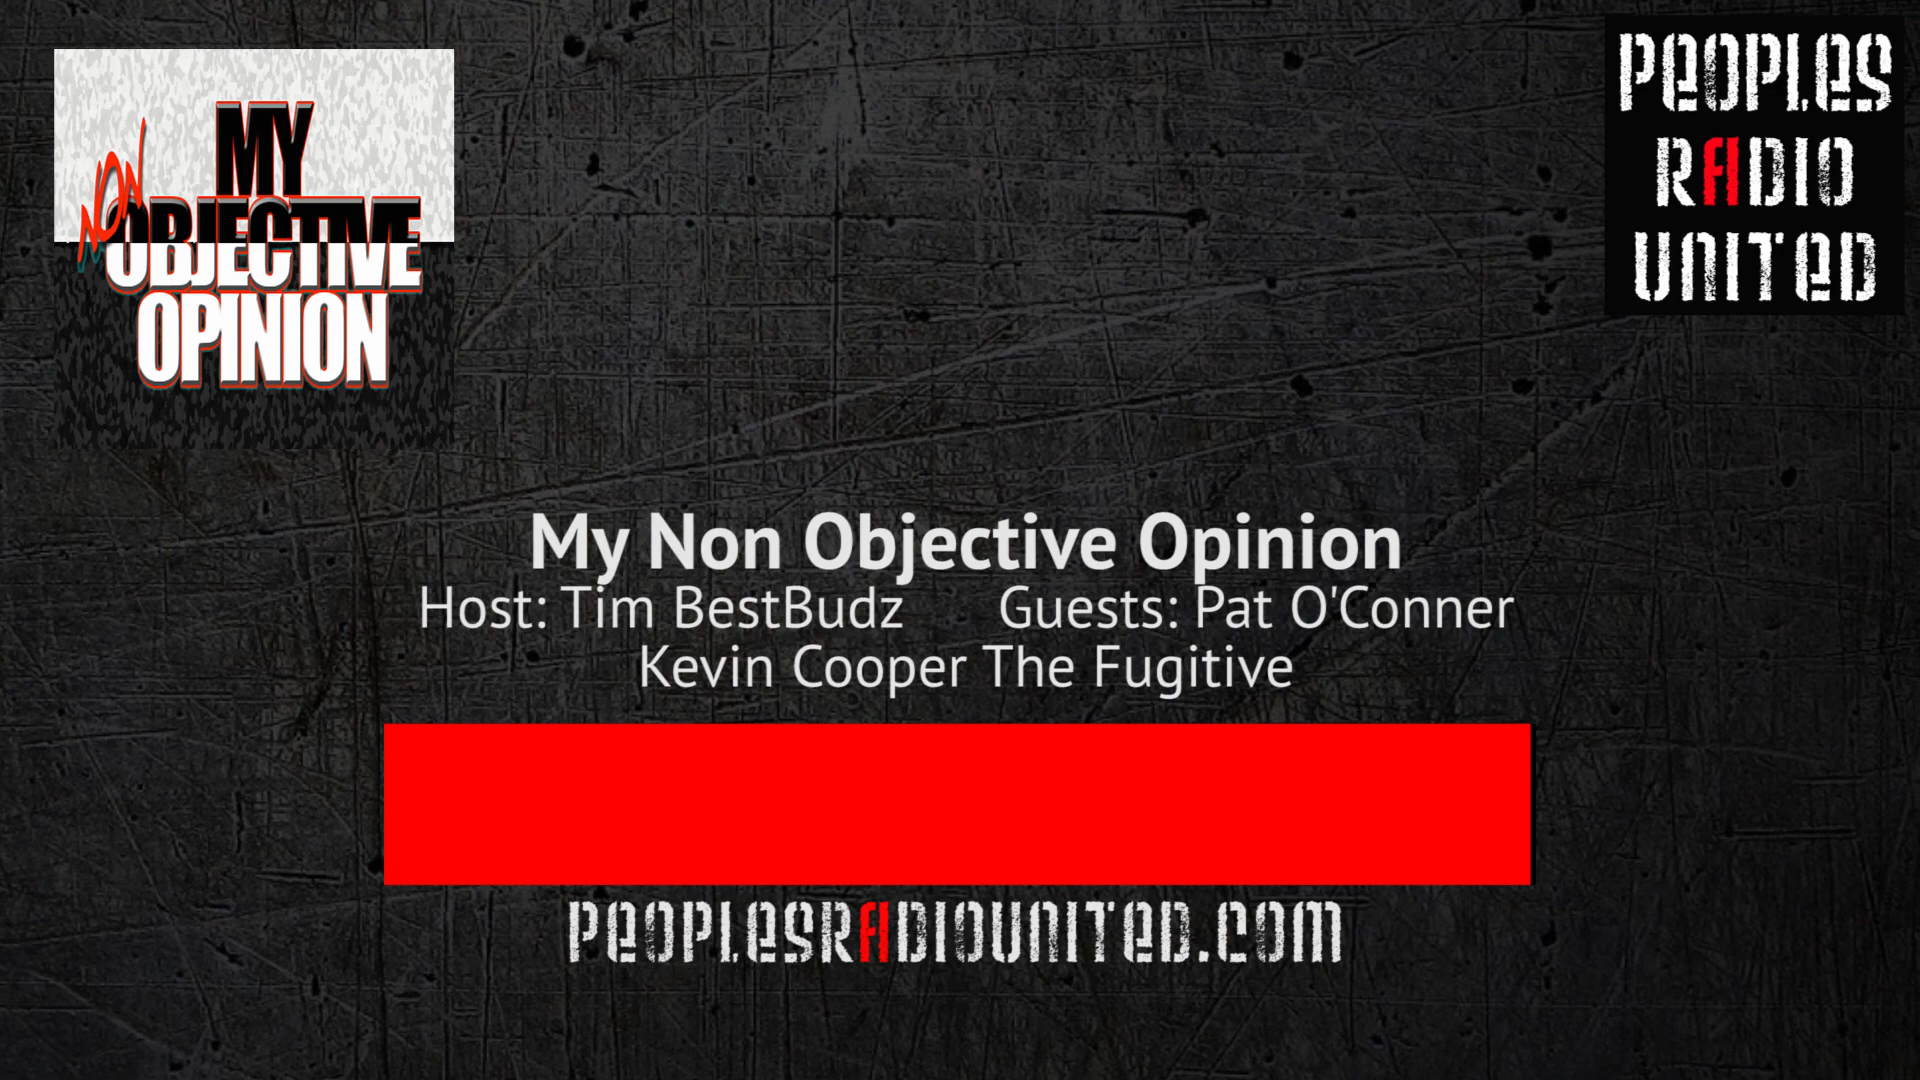 MY
NON
OBJECTIVE
OPINION
PEOPLES
RADIO
UNITED
My Non Objective Opinion
Host: Tim BestBudz Guests: Pat O'Conner
Kevin Cooper The Fugitive
PEOPLESRADIOUNITED.COM